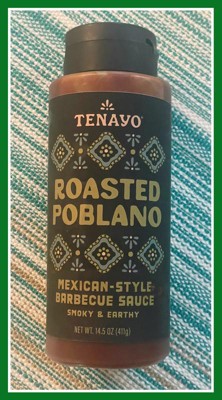 TENAYO
ROASTED
POBLANO
MEXICAN-STYLE
BARBECUE SAUCE
SMOKY & EARTHY
NET WT. 14.5 OZ (411g)